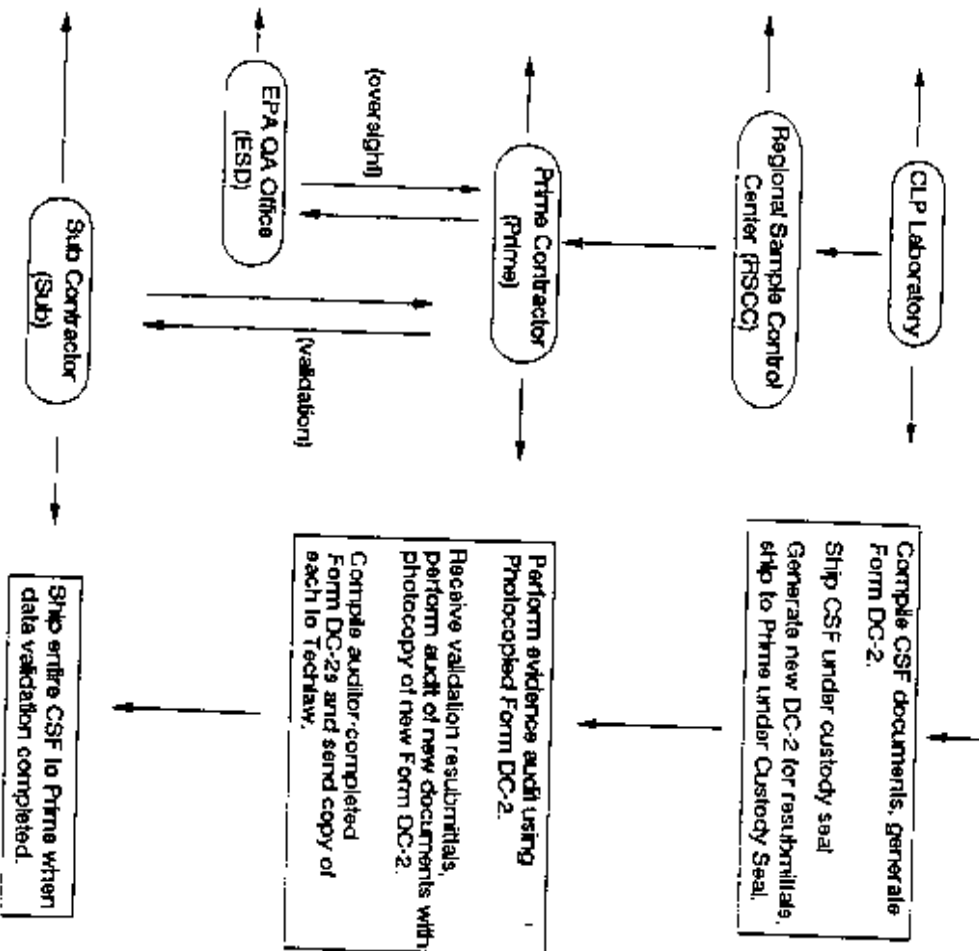 CLP Laboratory
Regional Sample Control
Center (RSCC)
Prime Contractor
(Prime)
(oversight)
EPA QA Office
(ESD)
(validation)
Sub Contractor
(Sub)
Compile CSF documents, generate
Form DC-2.
Ship CSF under custody seal
Generate new DC-2 for resubmittals,
ship to Prime under Custody Seal.
Perform evidence audit using
Photocopied Form DC-2.
Receive validation resubmittals,
perform audit of new documents with
photocopy of new Form DC-2.
Compile auditor-completed
Form DC-2s and send copy of
each to Techlaw.
Ship entire CSF to Prime when
data validation completed.